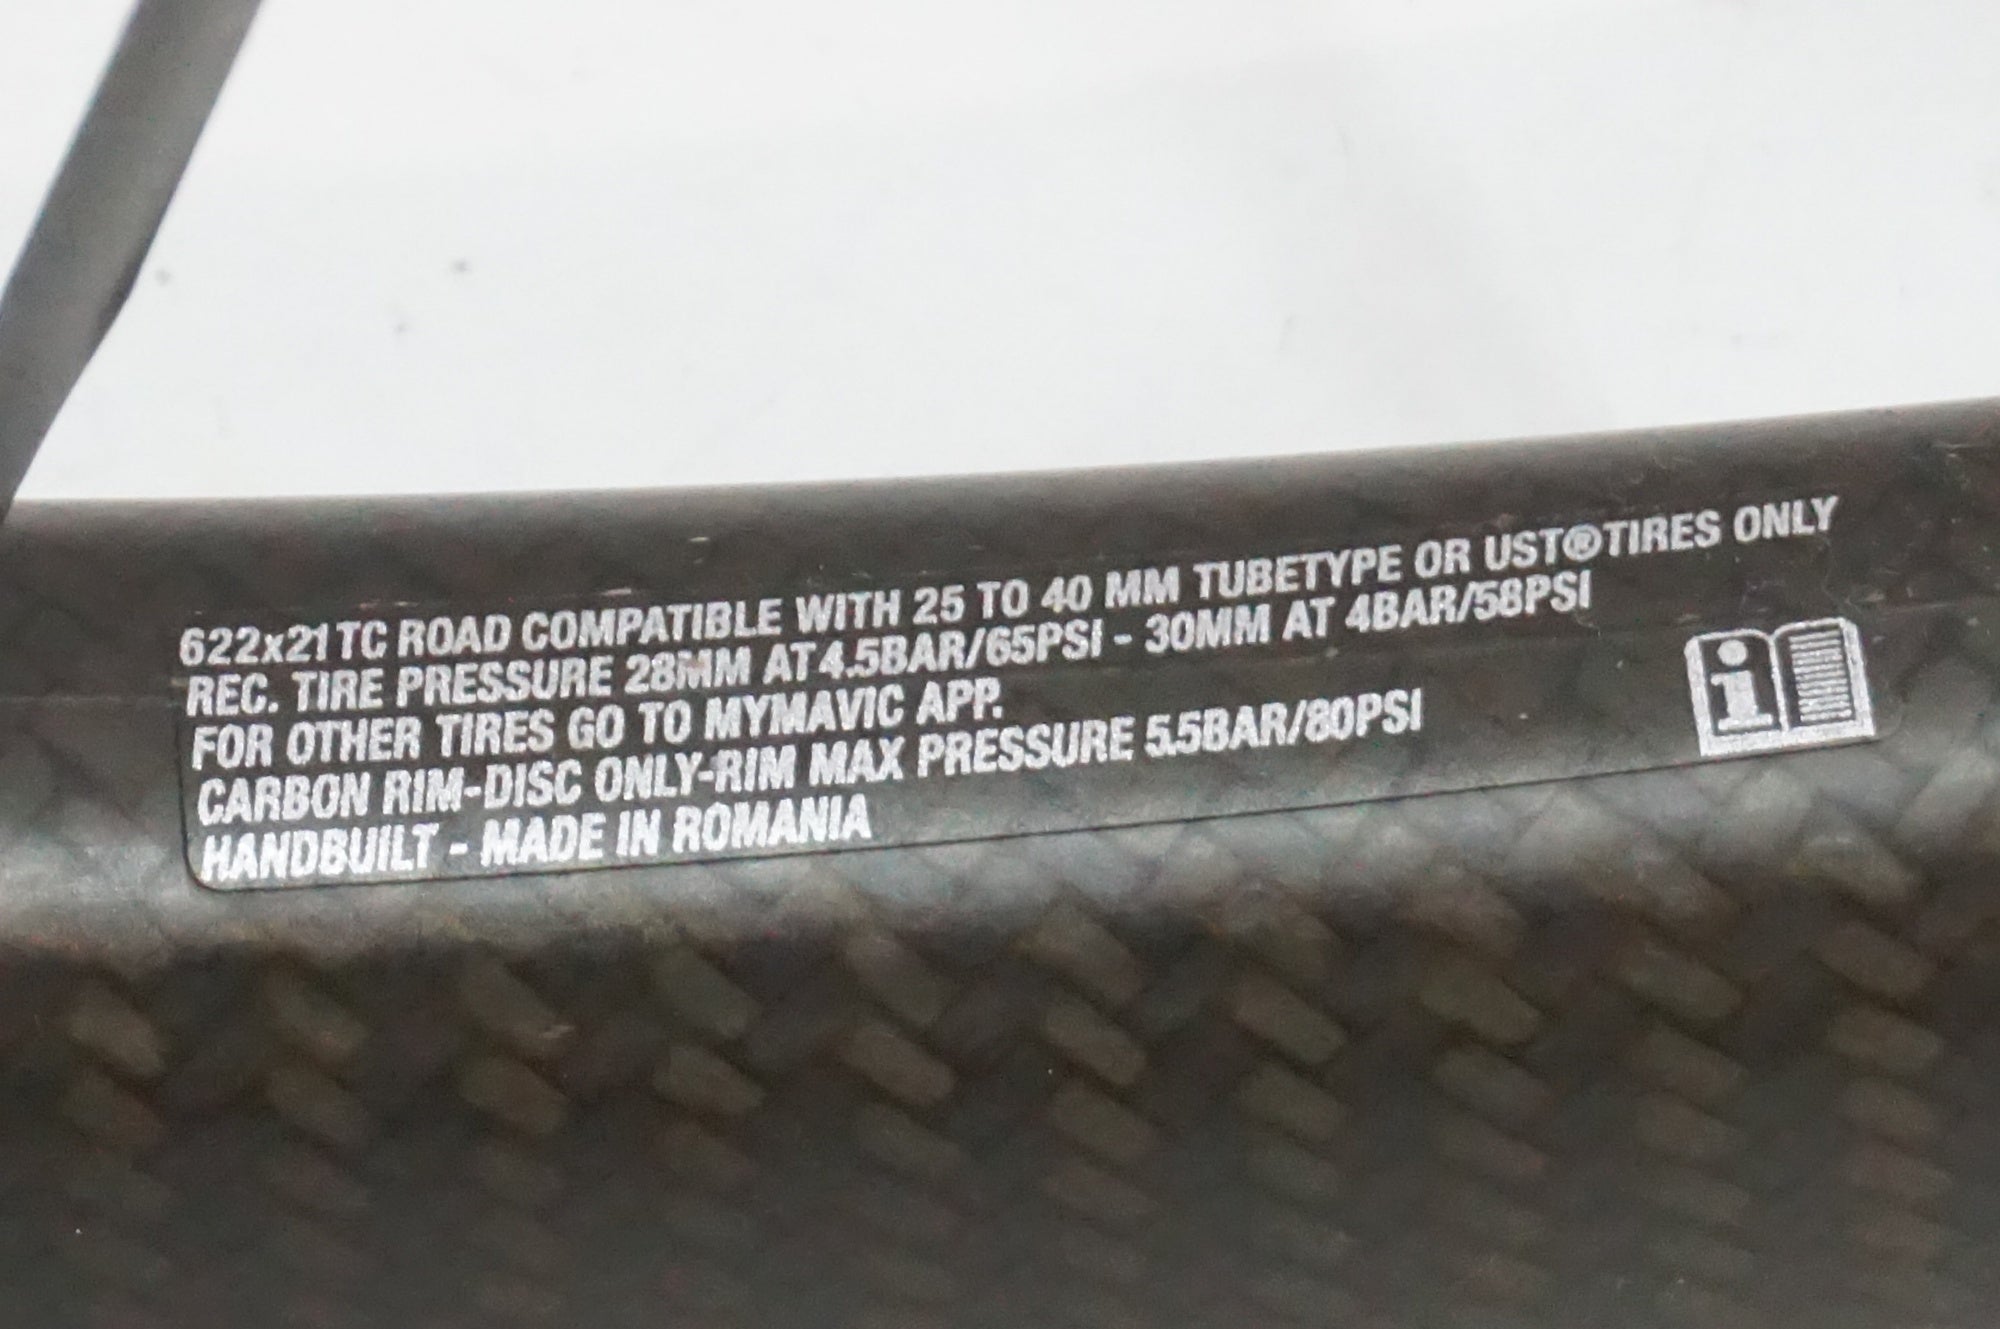 622x21TC ROAD COMPATIBLE WITH 25 TO 40 MM TUBETYPE OR UST®TIRES ONLY
REC. TIRE PRESSURE 28MM AT 4.5BAR/65PSI - 30MM AT 4BAR/58PSI
FOR OTHER TIRES GO TO MYMAVIC APP.
CARBON RIM-DISC ONLY-RIM MAX PRESSURE 5.5BAR/80PSI
HANDBUILT - MADE IN ROMANIA
i